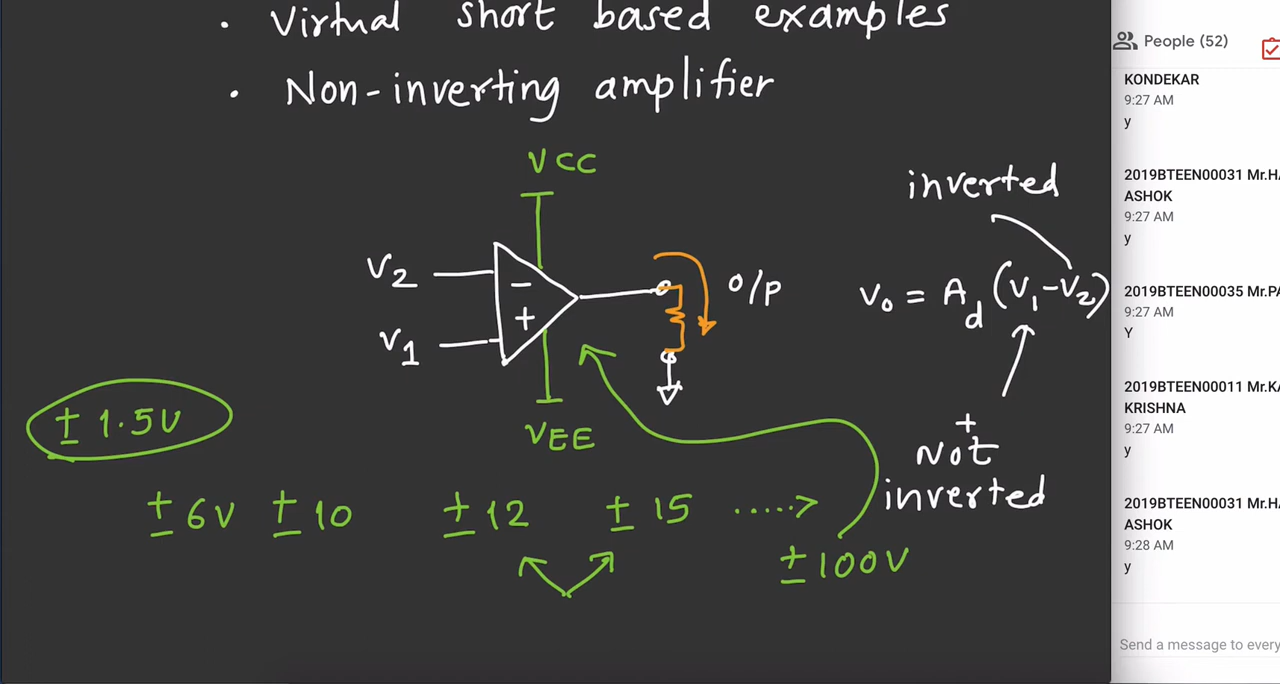 · Virtual short based examples
· Non-inverting amplifier
VCC
inverted
V2
−
+
O/P
Vo = Ad (V1-V2)
V1
± 1.5V
VEE
+
Not
inverted
± 6V ± 10 ± 12 ± 15 .....>
± 100V
People (52)
KONDEKAR
9:27 AM
y
2019BTEEN00031 Mr.H
ASHOK
9:27 AM
y
2019BTEEN00035 Mr.PA
9:27 AM
Y
2019BTEEN00011 Mr.KA
KRISHNA
9:27 AM
y
2019BTEEN00031 Mr.H
ASHOK
9:28 AM
y
Send a message to every